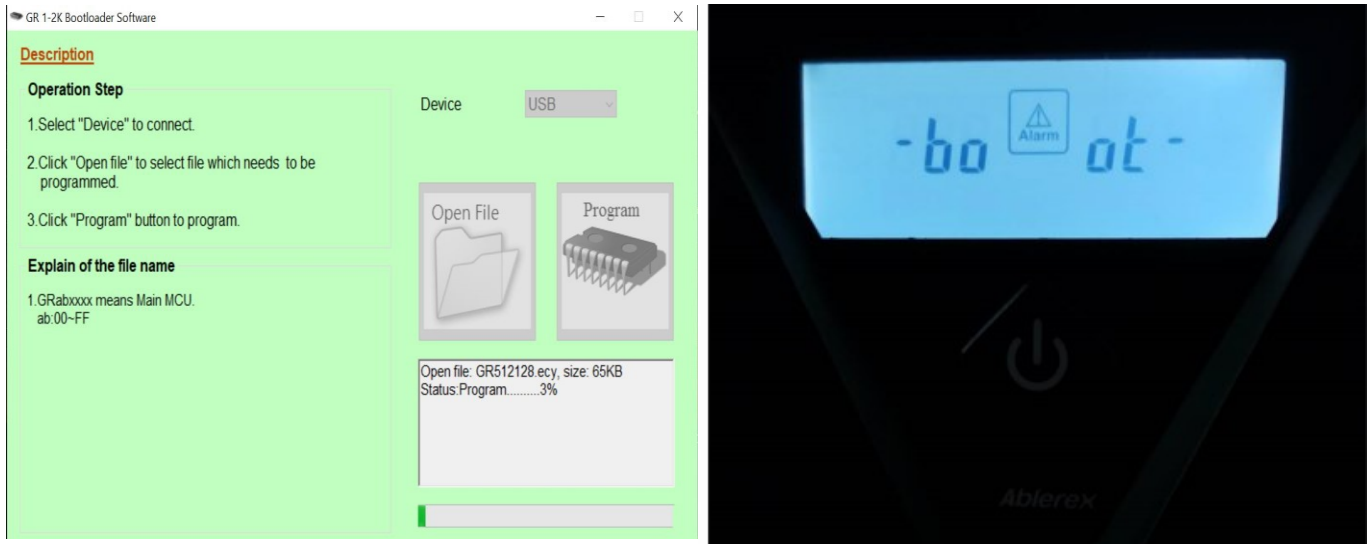 GR 1-2K Bootloader Software
Description
Operation Step
1.Select "Device" to connect.
2.Click "Open file" to select file which needs to be
programmed.
3.Click "Program" button to program.
Explain of the file name
1.GRabxxxx means Main MCU.
ab:00~FF
Device
USB
Open File
Program
Open file: GR512128.ecy, size: 65KB
Status:Program..........3%
-bo
Alarm
ot-
Ablerex